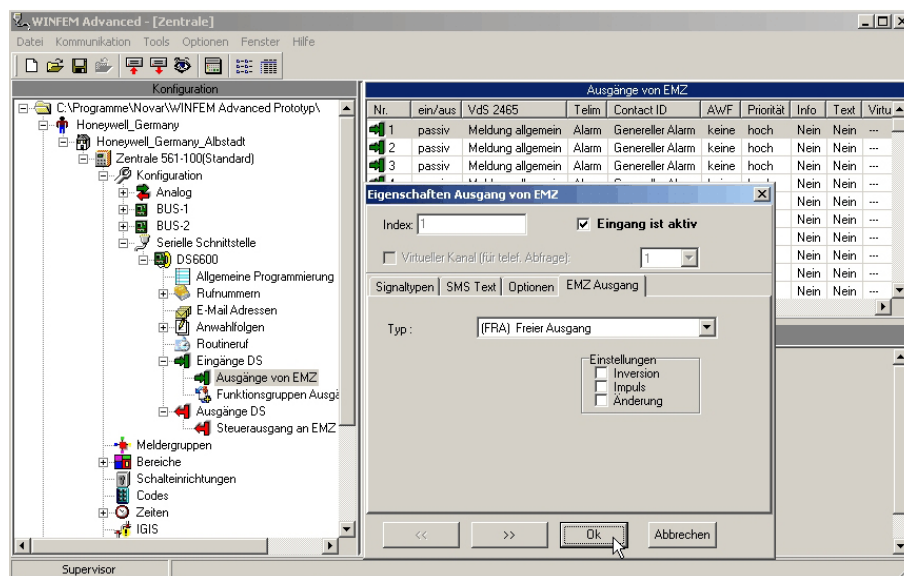 WINFEM Advanced - [Zentrale]
Datei Kommunikation Tools Optionen Fenster Hilfe
Konfiguration
C:\Programme\Novar\WINFEM Advanced Prototyp\
Honeywell_Germany
Honeywell_Germany_Albstadt
Zentrale 561-100(Standard)
Konfiguration
Analog
BUS-1
BUS-2
Serielle Schnittstelle
DS6600
Allgemeine Programmierung
Rufnummern
E-Mail Adressen
Anwahlfolgen
Routineruf
Eingänge DS
Ausgänge von EMZ
Funktionsgruppen Ausgä
Ausgänge DS
Steuerausgang an EMZ
Meldergruppen
Bereiche
Schalteinrichtungen
Codes
Zeiten
IGIS
Supervisor
Ausgänge von EMZ
Nr. ein/aus VdS 2465 Telim Contact ID AWF Priorität Info Text Virtu
1 passiv Meldung allgemein Alarm Genereller Alarm keine hoch Nein Nein ---
2 passiv Meldung allgemein Alarm Genereller Alarm keine hoch Nein Nein ---
3 passiv Meldung allgemein Alarm Genereller Alarm keine hoch Nein Nein ---
Nein Nein ---
Nein Nein ---
Nein Nein ---
Nein Nein ---
Nein Nein ---
Nein Nein ---
Eigenschaften Ausgang von EMZ
Index: 1
Eingang ist aktiv
Virtueller Kanal (für telef. Abfrage): 1
Signaltypen SMS Text Optionen EMZ Ausgang
Typ : (FRA) Freier Ausgang
Einstellungen
Inversion
Impuls
Änderung
<< >> Ok Abbrechen